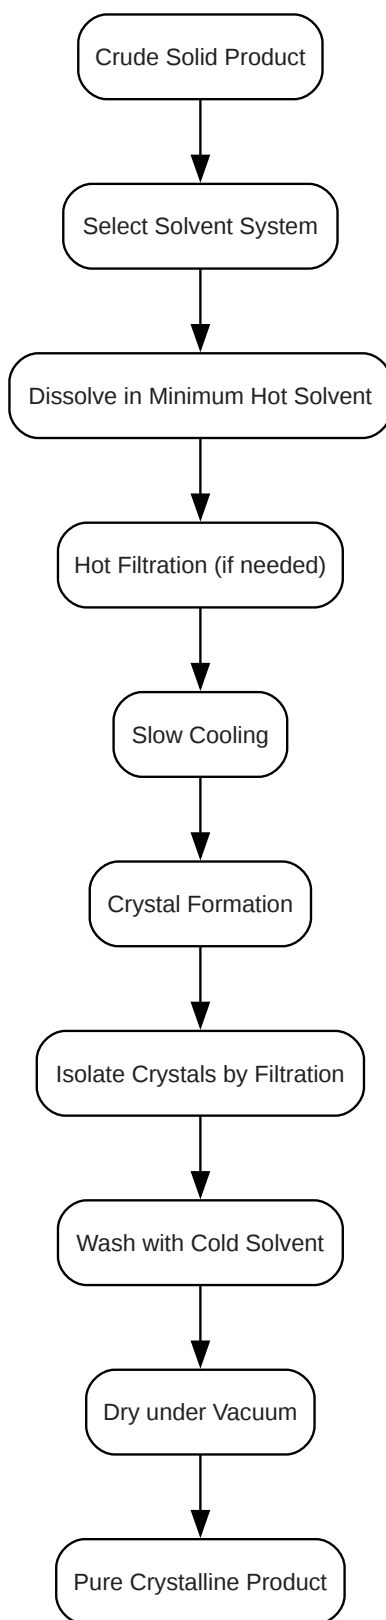 Crude Solid Product
Select Solvent System
Dissolve in Minimum Hot Solvent
Hot Filtration (if needed)
Slow Cooling
Crystal Formation
Isolate Crystals by Filtration
Wash with Cold Solvent
Dry under Vacuum
Pure Crystalline Product